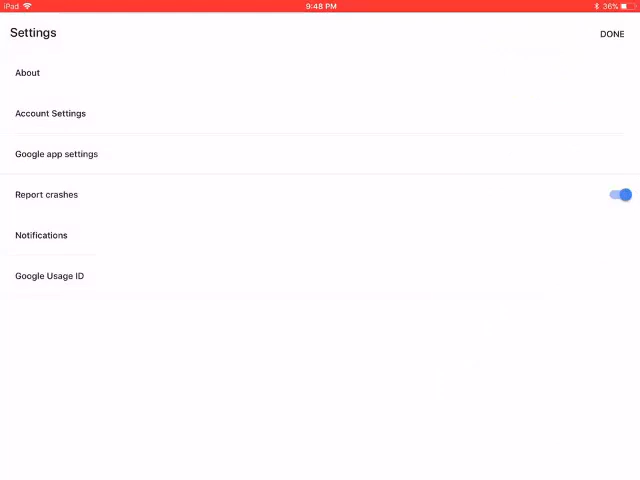 iPad 9:48 PM 36%
Settings DONE
About
Account Settings
Google app settings
Report crashes
Notifications
Google Usage ID